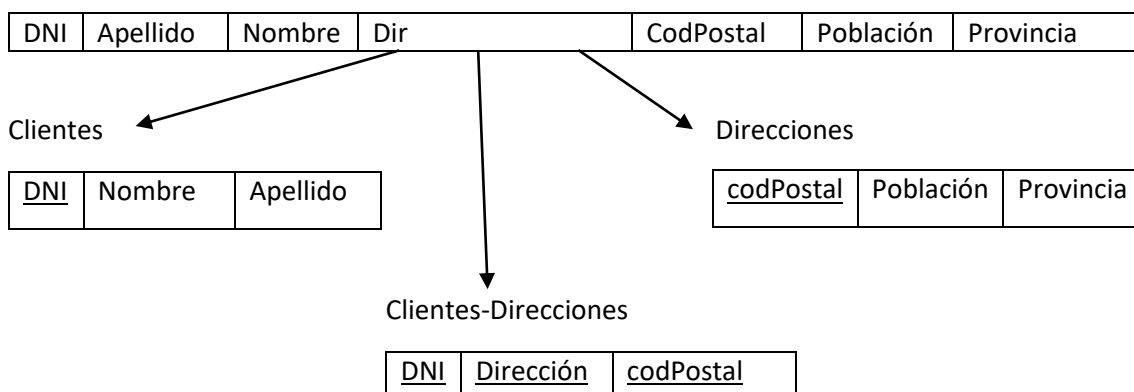 DNI Apellido Nombre Dir CodPostal Población Provincia
Clientes Direcciones
DNI Nombre Apellido
codPostal Población Provincia
Clientes-Direcciones
DNI Dirección codPostal